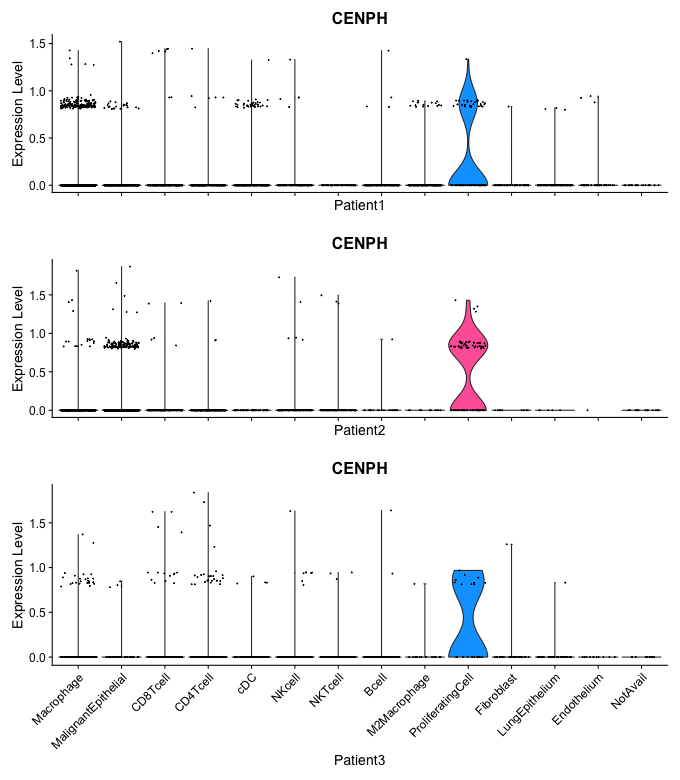 CENPH
Expression Level
1.5
1.0
0.5
0.0
Patient1
CENPH
Expression Level
1.5
1.0
0.5
0.0
Patient2
CENPH
Expression Level
1.5
1.0
0.5
0.0
Macrophage
MalignantEpithelial
CD8Tcell
CD4Tcell
cDC
NKcell
NKTcell
Bcell
M2Macrophage
ProliferatingCell
Fibroblast
LungEpithelium
Endothelium
NotAvail
Patient3